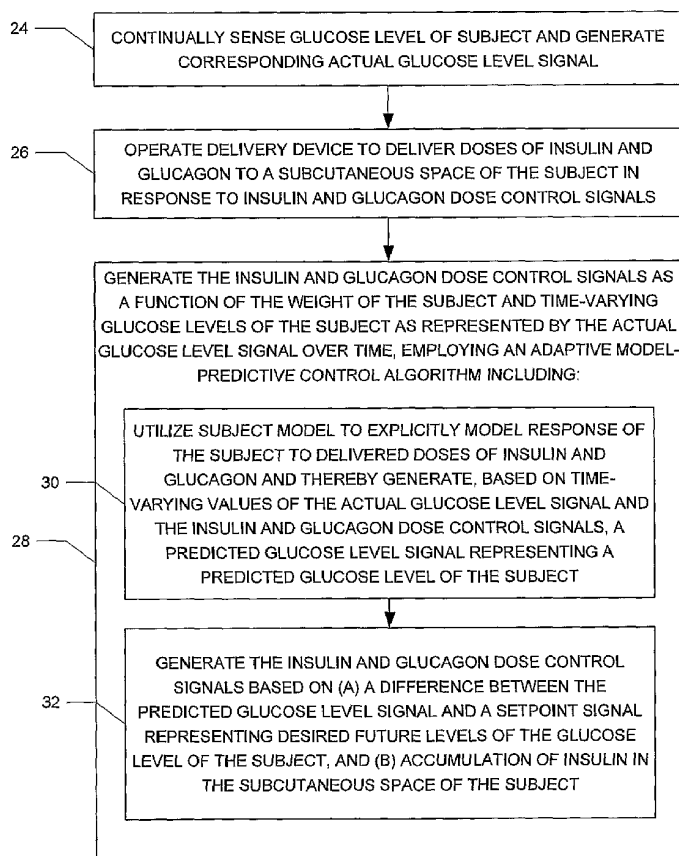 24
CONTINUALLY SENSE GLUCOSE LEVEL OF SUBJECT AND GENERATE
CORRESPONDING ACTUAL GLUCOSE LEVEL SIGNAL
26
OPERATE DELIVERY DEVICE TO DELIVER DOSES OF INSULIN AND
GLUCAGON TO A SUBCUTANEOUS SPACE OF THE SUBJECT IN
RESPONSE TO INSULIN AND GLUCAGON DOSE CONTROL SIGNALS
28
GENERATE THE INSULIN AND GLUCAGON DOSE CONTROL SIGNALS AS
A FUNCTION OF THE WEIGHT OF THE SUBJECT AND TIME-VARYING
GLUCOSE LEVELS OF THE SUBJECT AS REPRESENTED BY THE ACTUAL
GLUCOSE LEVEL SIGNAL OVER TIME, EMPLOYING AN ADAPTIVE MODEL-
PREDICTIVE CONTROL ALGORITHM INCLUDING:
30
UTILIZE SUBJECT MODEL TO EXPLICITLY MODEL RESPONSE OF
THE SUBJECT TO DELIVERED DOSES OF INSULIN AND
GLUCAGON AND THEREBY GENERATE, BASED ON TIME-
VARYING VALUES OF THE ACTUAL GLUCOSE LEVEL SIGNAL AND
THE INSULIN AND GLUCAGON DOSE CONTROL SIGNALS, A
PREDICTED GLUCOSE LEVEL SIGNAL REPRESENTING A
PREDICTED GLUCOSE LEVEL OF THE SUBJECT
32
GENERATE THE INSULIN AND GLUCAGON DOSE CONTROL
SIGNALS BASED ON (A) A DIFFERENCE BETWEEN THE
PREDICTED GLUCOSE LEVEL SIGNAL AND A SETPOINT SIGNAL
REPRESENTING DESIRED FUTURE LEVELS OF THE GLUCOSE
LEVEL OF THE SUBJECT, AND (B) ACCUMULATION OF INSULIN IN
THE SUBCUTANEOUS SPACE OF THE SUBJECT